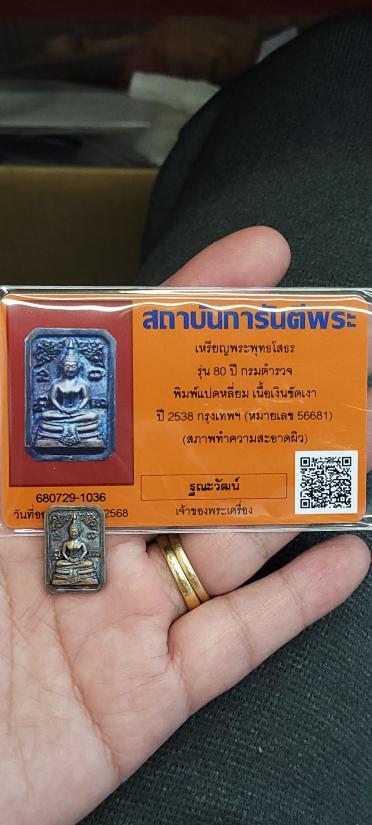 สถาบันการันตีพระ
เหรียญพระพุทธโสธร
รุ่น 80 ปี กรมตำรวจ
พิมพ์แปดเหลี่ยม เนื้อเงินขัดเงา
ปี 2538 กรุงเทพฯ (หมายเลข 56681)
(สภาพทำความสะอาดผิว)
ฐณะวัฒน์
เจ้าของพระเครื่อง
680729-1036
วันที่ออ 2568